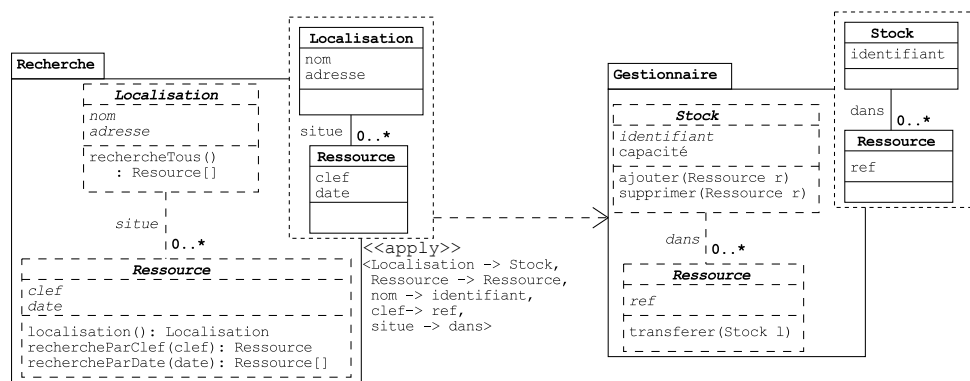 Recherche
Localisation
nom
adresse
rechercheTous()
: Resource[]
situe
0..*
Ressource
clef
date
localisation(): Localisation
rechercheParClef(clef): Ressource
rechercheParDate(date): Ressource[]
Localisation
nom
adresse
situe
0..*
Ressource
clef
date
<<apply>>
<Localisation -> Stock,
Ressource -> Ressource,
nom -> identifiant,
clef-> ref,
situe -> dans>
Gestionnaire
Stock
identifiant
capacité
ajouter(Ressource r)
supprimer(Ressource r)
dans
0..*
Ressource
ref
transferer(Stock l)
Stock
identifiant
dans
0..*
Ressource
ref